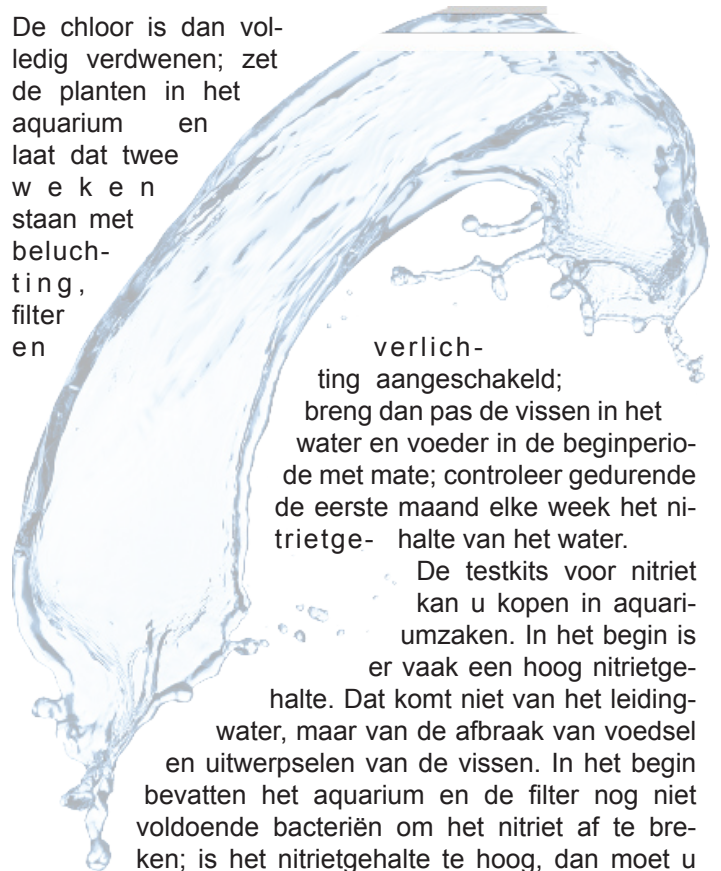 De chloor is dan vol-
ledig verdwenen; zet
de planten in het
aquarium en
laat dat twee
weken
staan met
beluch-
ting,
filter
en verlich-
ting aangeschakeld;
breng dan pas de vissen in het
water en voeder in de beginperio-
de met mate; controleer gedurende
de eerste maand elke week het ni-
trietge- halte van het water.
De testkits voor nitriet
kan u kopen in aquari-
umzaken. In het begin is
er vaak een hoog nitrietge-
halte. Dat komt niet van het leiding-
water, maar van de afbraak van voedsel
en uitwerpselen van de vissen. In het begin
bevatten het aquarium en de filter nog niet
voldoende bacteriën om het nitriet af te bre-
ken; is het nitrietgehalte te hoog, dan moet u